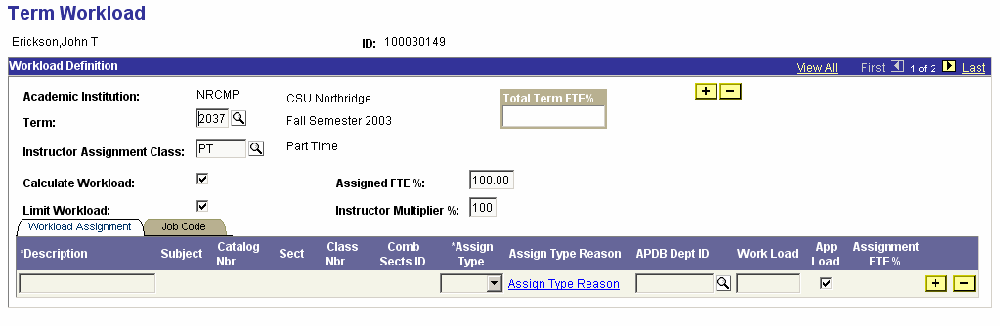 Term Workload
Erickson,John T ID: 100030149
Workload Definition View All First 1 of 2 Last
Academic Institution: NRCMP CSU Northridge Total Term FTE%
Term: 2037 Fall Semester 2003
Instructor Assignment Class: PT Part Time
Calculate Workload: Assigned FTE %: 100.00
Limit Workload: Instructor Multiplier %: 100
Workload Assignment Job Code
*Description Subject Catalog Nbr Sect Class Nbr Comb Sects ID *Assign Type Assign Type Reason APDB Dept ID Work Load App Load Assignment FTE %
Assign Type Reason